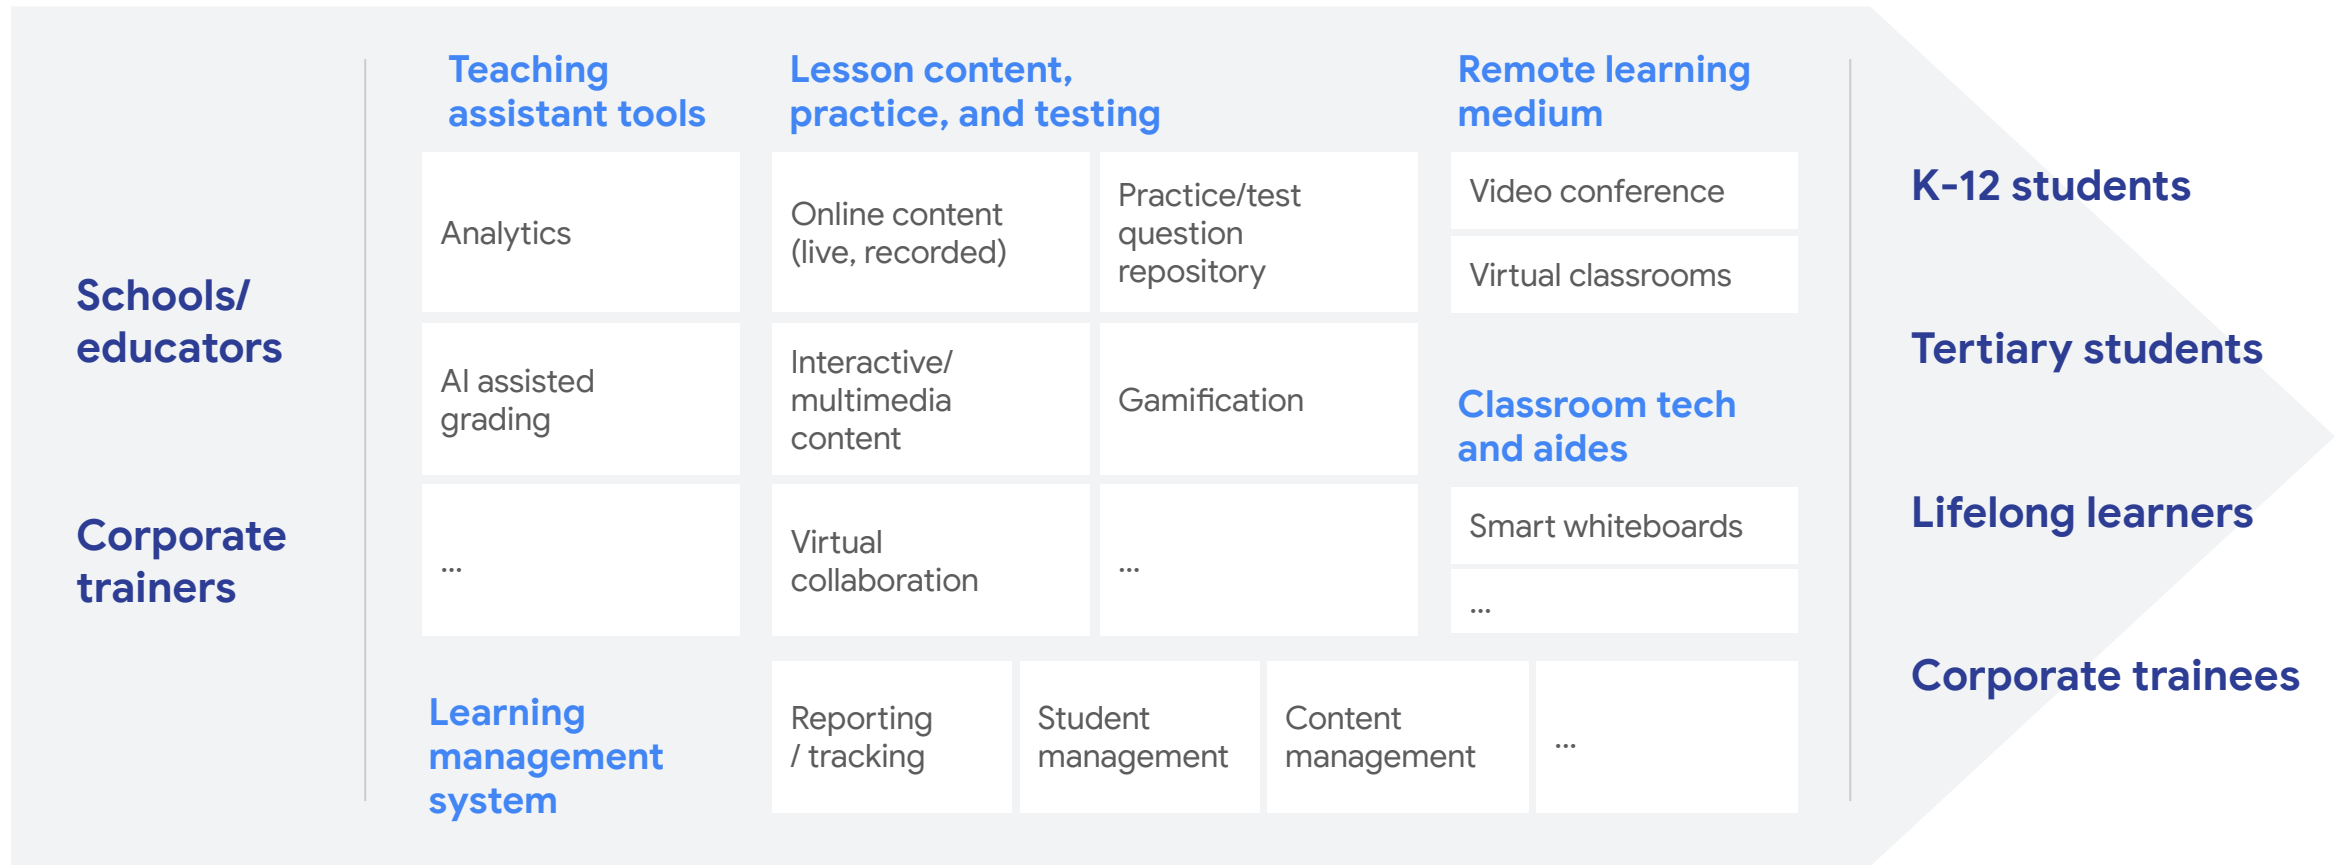 Schools/
educators
Corporate
trainers
Teaching
assistant tools
Analytics
AI assisted
grading
...
Lesson content,
practice, and testing
Online content
(live, recorded)
Practice/test
question
repository
Interactive/
multimedia
content
Gamification
Virtual
collaboration
...
Remote learning
medium
Video conference
Virtual classrooms
Classroom tech
and aides
Smart whiteboards
...
Learning
management
system
Reporting
/ tracking
Student
management
Content
management
...
K-12 students
Tertiary students
Lifelong learners
Corporate trainees